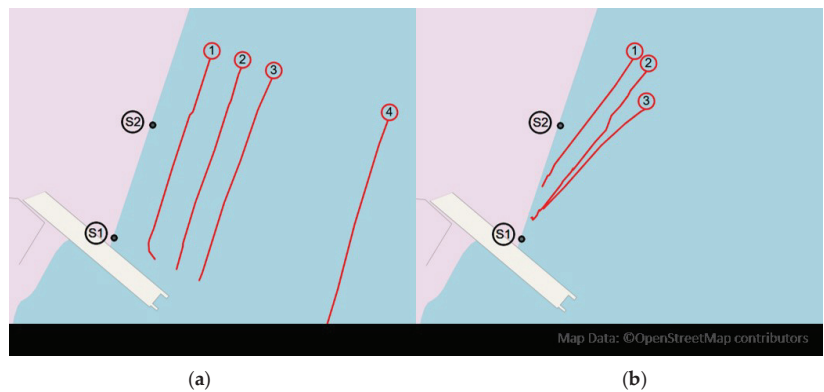 1
2
3
4
S2
S1
1
2
3
S2
S1
Map Data: ©OpenStreetMap contributors
(a)
(b)